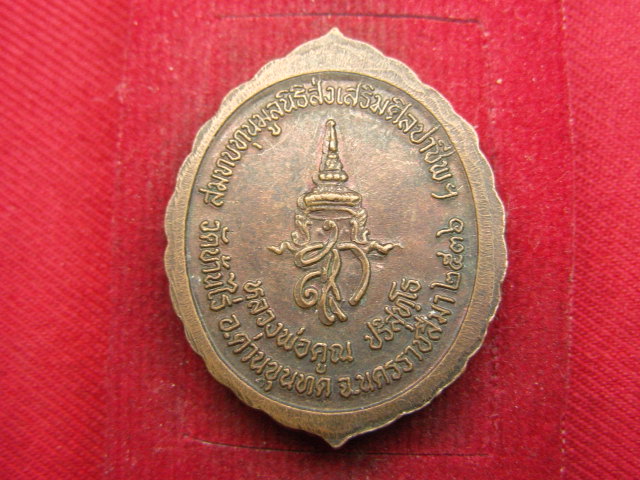 สมทบทุนมูลนิธิส่งเสริมศิลปาชีพฯ
หลวงพ่อคูณ ปริสุทฺโธ
วัดบ้านไร่ อ.ด่านขุนทด จ.นครราชสีมา ๒๕๓๖